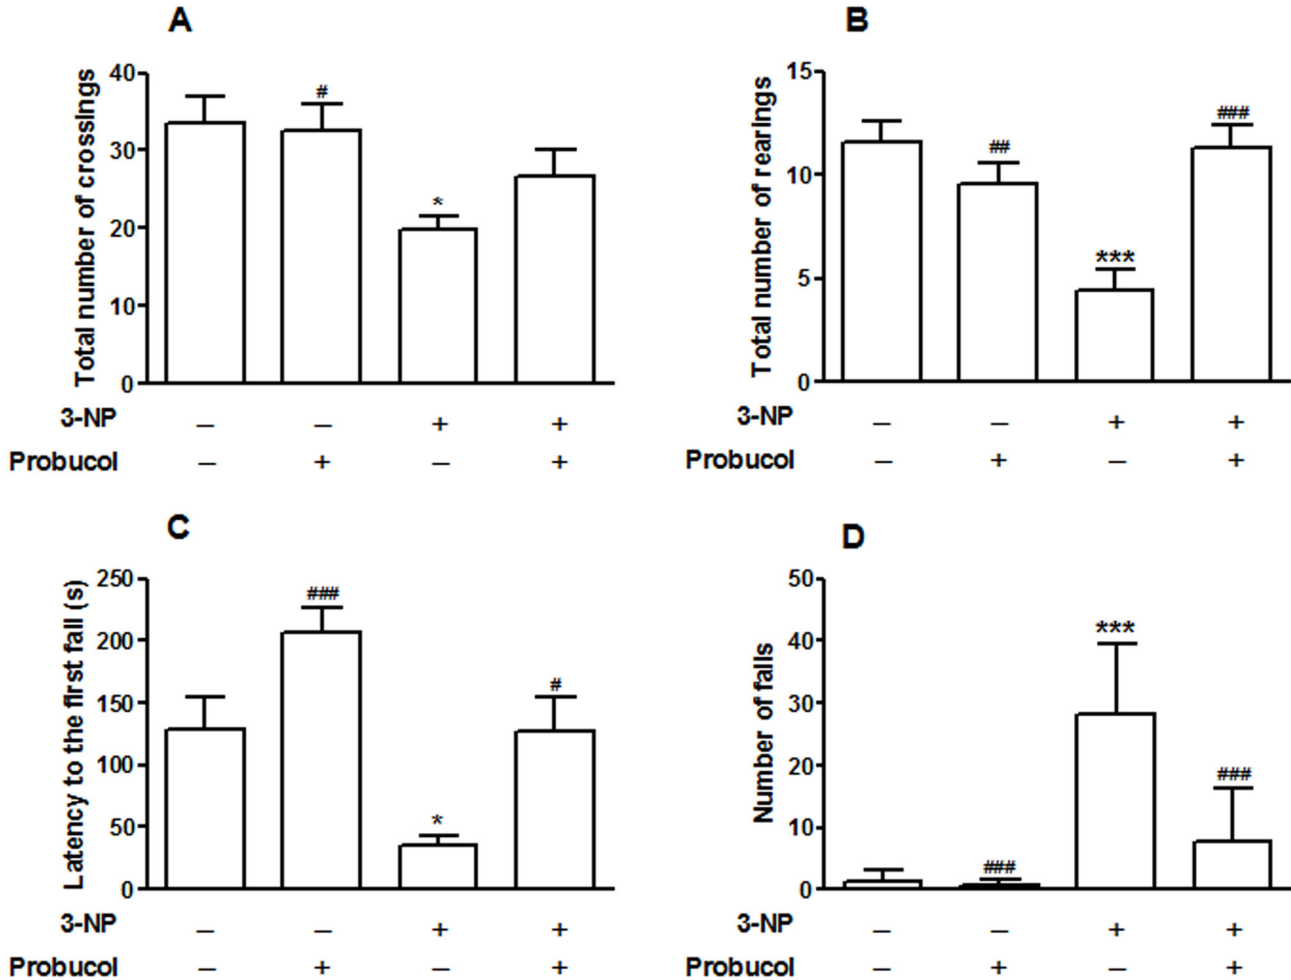 A
Total number of crossings
40
30
20
10
0
#
*
3-NP – – + +
Probucol – + – +
B
Total number of rearings
15
10
5
0
##
***
###
3-NP – – + +
Probucol – + – +
C
Latency to the first fall (s)
250
200
150
100
50
0
###
*
#
3-NP – – + +
Probucol – + – +
D
Number of falls
50
40
30
20
10
0
###
***
###
3-NP – – + +
Probucol – + – +